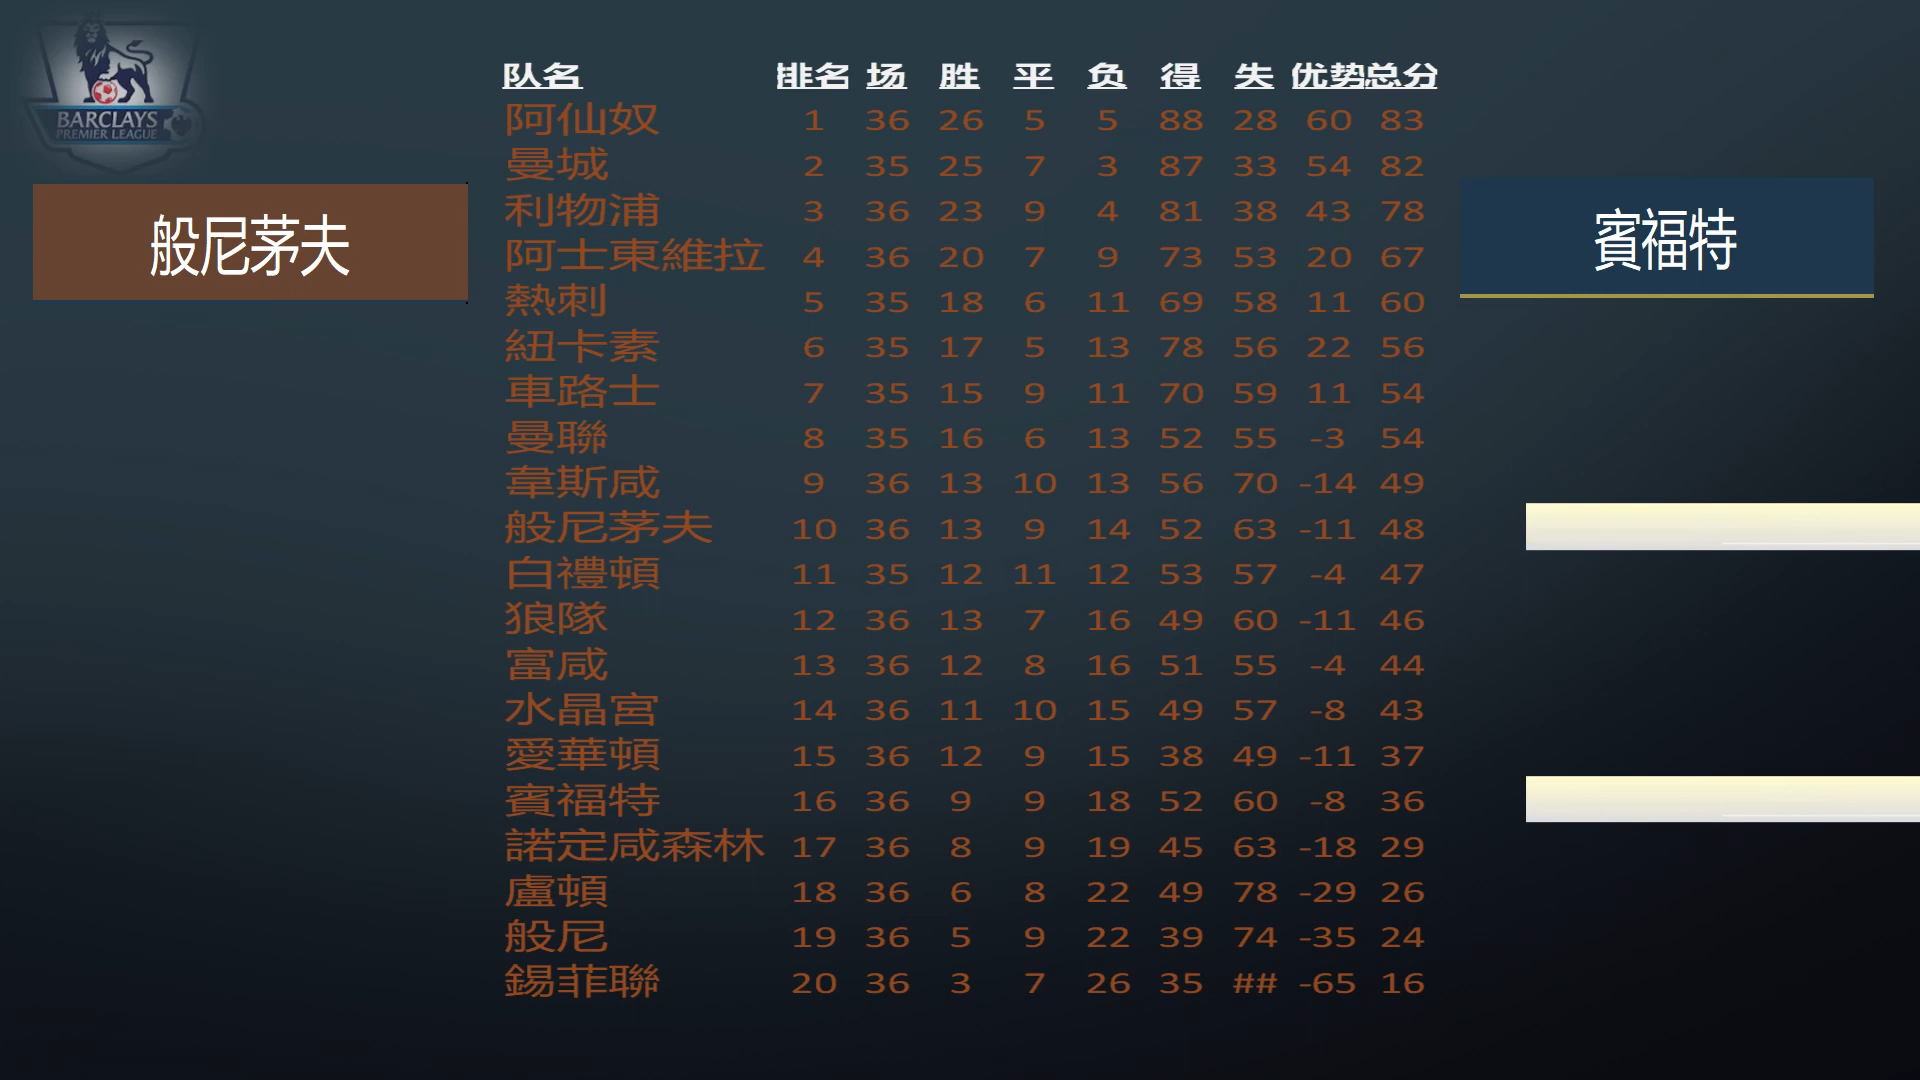 BARCLAYS
PREMIER LEAGUE
般尼茅夫
賓福特
队名 排名 场 胜 平 负 得 失 优势 总分
阿仙奴 1 36 26 5 5 88 28 60 83
曼城 2 35 25 7 3 87 33 54 82
利物浦 3 36 23 9 4 81 38 43 78
阿士東維拉 4 36 20 7 9 73 53 20 67
熱刺 5 35 18 6 11 69 58 11 60
紐卡素 6 35 17 5 13 78 56 22 56
車路士 7 35 15 9 11 70 59 11 54
曼聯 8 35 16 6 13 52 55 -3 54
韋斯咸 9 36 13 10 13 56 70 -14 49
般尼茅夫 10 36 13 9 14 52 63 -11 48
白禮頓 11 35 12 11 12 53 57 -4 47
狼隊 12 36 13 7 16 49 60 -11 46
富咸 13 36 12 8 16 51 55 -4 44
水晶宮 14 36 11 10 15 49 57 -8 43
愛華頓 15 36 12 9 15 38 49 -11 37
賓福特 16 36 9 9 18 52 60 -8 36
諾定咸森林 17 36 8 9 19 45 63 -18 29
盧頓 18 36 6 8 22 49 78 -29 26
般尼 19 36 5 9 22 39 74 -35 24
錫菲聯 20 36 3 7 26 35 ## -65 16